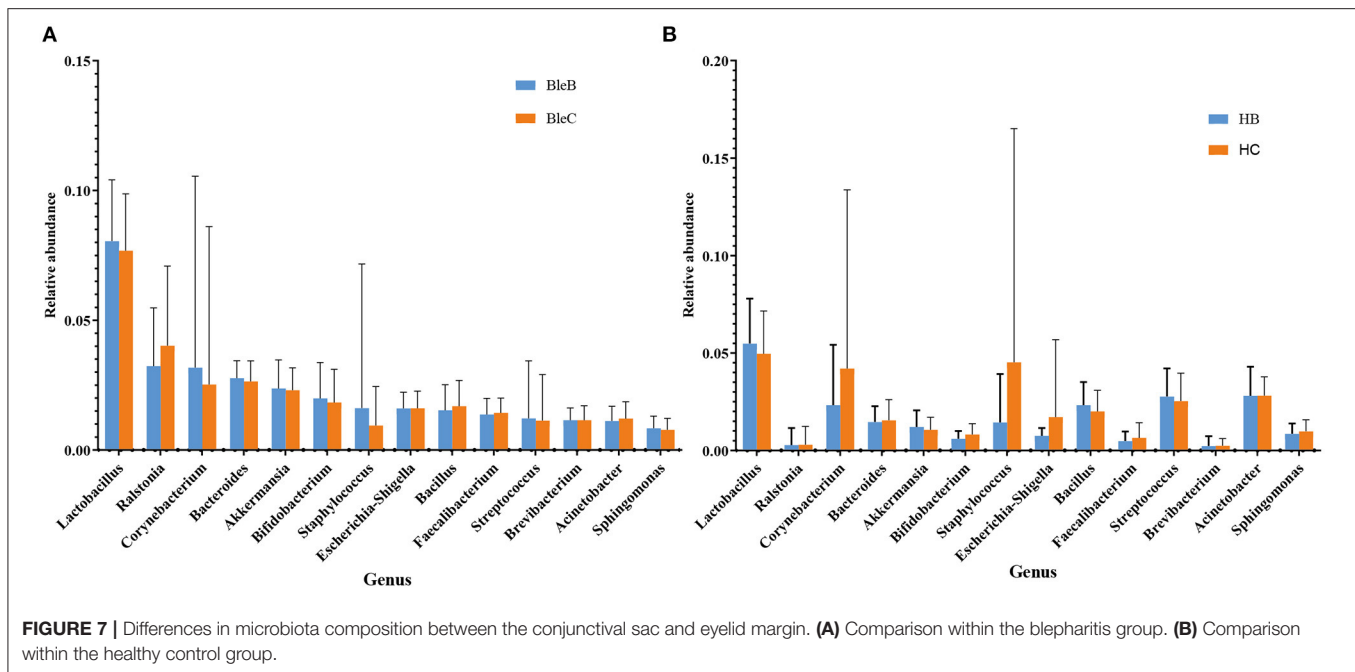 A
0.15
0.10
0.05
0.00
Relative abundance
BleB
BleC
Lactobacillus
Ralstonia
Corynebacterium
Bacteroides
Akkermansia
Bifidobacterium
Staphylococcus
Escherichia-Shigella
Bacillus
Faecalibacterium
Streptococcus
Brevibacterium
Acinetobacter
Sphingomonas
Genus
B
0.20
0.15
0.10
0.05
0.00
Relative abundance
HB
HC
Lactobacillus
Ralstonia
Corynebacterium
Bacteroides
Akkermansia
Bifidobacterium
Staphylococcus
Escherichia-Shigella
Bacillus
Faecalibacterium
Streptococcus
Brevibacterium
Acinetobacter
Sphingomonas
Genus
FIGURE 7 | Differences in microbiota composition between the conjunctival sac and eyelid margin. (A) Comparison within the blepharitis group. (B) Comparison
within the healthy control group.